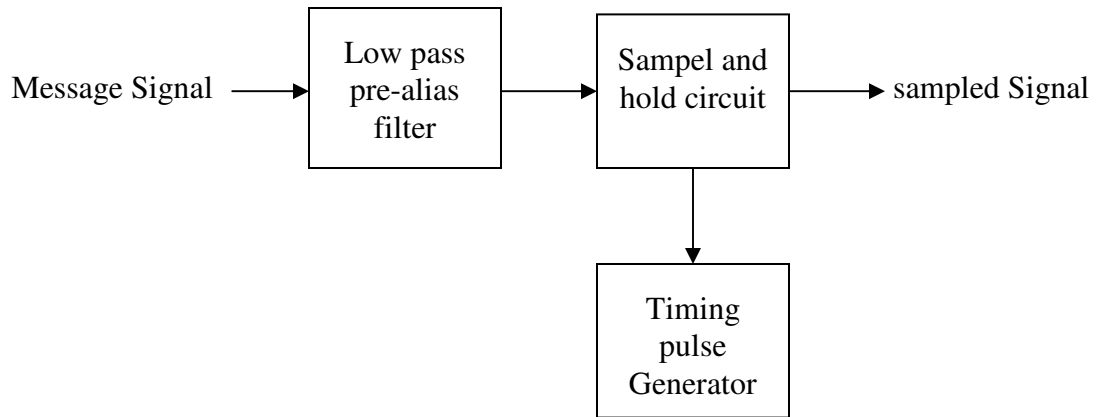 Message Signal
Low pass
pre-alias
filter
Sampel and
hold circuit
sampled Signal
Timing
pulse
Generator